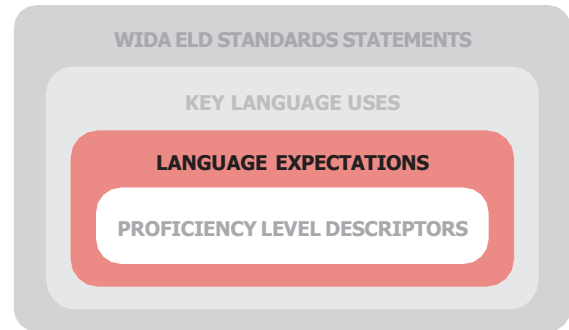 WIDA ELD STANDARDS STATEMENTS
KEY LANGUAGE USES
LANGUAGE EXPECTATIONS
PROFICIENCY LEVEL DESCRIPTORS